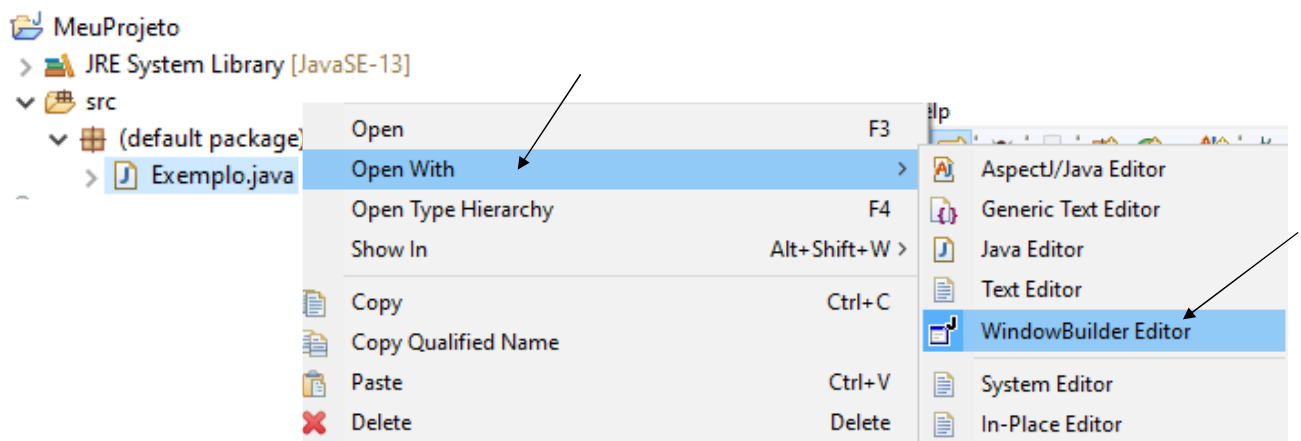 MeuProjeto
JRE System Library [JavaSE-13]
src
(default package)
Exemplo.java
Open F3
Open With
Open Type Hierarchy F4
Show In Alt+Shift+W >
Copy Ctrl+C
Copy Qualified Name
Paste Ctrl+V
Delete Delete
AspectJ/Java Editor
Generic Text Editor
Java Editor
Text Editor
WindowBuilder Editor
System Editor
In-Place Editor